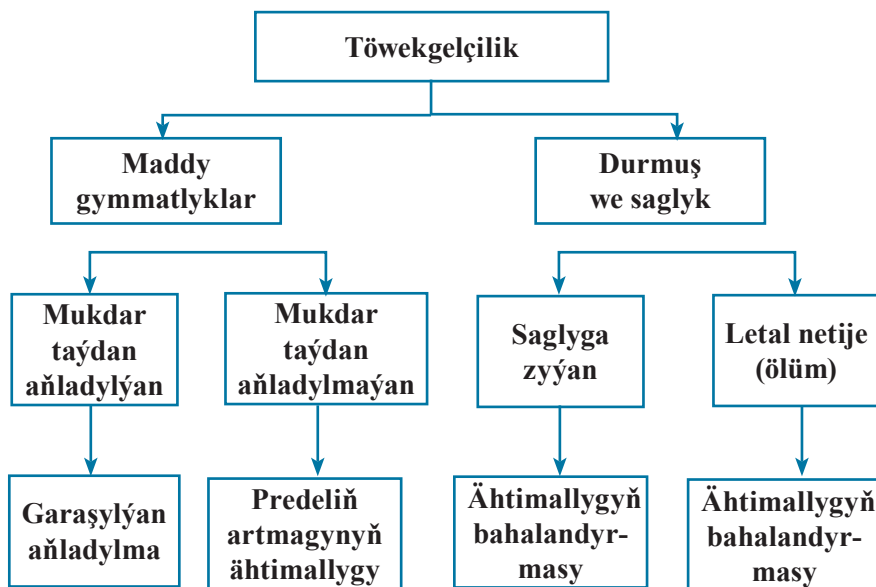 Töwekgelçilik
Maddy
gymmatlyklar
Durmuş
we saglyk
Mukdar
taýdan
aňladylýan
Mukdar
taýdan
aňladylmaýan
Saglyga
zyýan
Letal netije
(ölüm)
Garaşylýan
aňladylma
Predeliň
artmagynyň
ähtimallygy
Ähtimallygyň
bahalandyr-
masy
Ähtimallygyň
bahalandyr-
masy